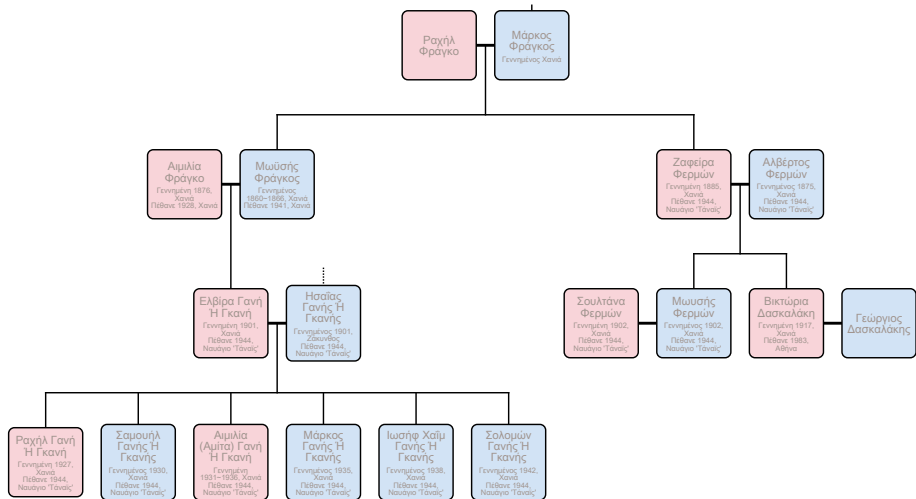 Ραχήλ
Φράγκο
Μάρκος
Φράγκος
Γεννημένος Χανιά
Αιμιλία
Φράγκο
Γεννημένη 1876,
Χανιά
Πέθανε 1928, Χανιά
Μωϋσής
Φράγκος
Γεννημένος
1860~1866, Χανιά
Πέθανε 1941, Χανιά
Ζαφείρα
Φερμών
Γεννημένη 1885,
Χανιά
Πέθανε 1944,
Ναυάγιο 'Τάναϊς'
Αλβέρτος
Φερμών
Γεννημένος 1875,
Χανιά
Πέθανε 1944,
Ναυάγιο 'Τάναϊς'
Ελβίρα Γανή
Ή Γκανή
Γεννημένη 1901,
Χανιά
Πέθανε 1944,
Ναυάγιο 'Τάναϊς'
Ησαΐας
Γανής Ή
Γκανής
Γεννημένος 1901,
Ζάκυνθος
Πέθανε 1944,
Ναυάγιο 'Τάναϊς'
Σουλτάνα
Φερμών
Γεννημένη 1902,
Χανιά
Πέθανε 1944,
Ναυάγιο 'Τάναϊς'
Μωυσής
Φερμών
Γεννημένος 1902,
Χανιά
Πέθανε 1944,
Ναυάγιο 'Τάναϊς'
Βικτώρια
Δασκαλάκη
Γεννημένη 1917,
Χανιά
Πέθανε 1983,
Αθήνα
Γεώργιος
Δασκαλάκης
Ραχήλ Γανή
Ή Γκανή
Γεννημένη 1927,
Χανιά
Πέθανε 1944,
Ναυάγιο 'Τάναϊς'
Σαμουήλ
Γανής Ή
Γκανής
Γεννημένος 1930,
Χανιά
Πέθανε 1944,
Ναυάγιο 'Τάναϊς'
Αιμιλία
(Αμίτα) Γανή
Ή Γκανή
Γεννημένη
1931~1936, Χανιά
Πέθανε 1944,
Ναυάγιο 'Τάναϊς'
Μάρκος
Γανής Ή
Γκανής
Γεννημένος 1935,
Χανιά
Πέθανε 1944,
Ναυάγιο 'Τάναϊς'
Ιωσήφ Χαΐμ
Γανής Ή
Γκανής
Γεννημένος 1938,
Χανιά
Πέθανε 1944,
Ναυάγιο 'Τάναϊς'
Σολομών
Γανής Ή
Γκανής
Γεννημένος 1942,
Χανιά
Πέθανε 1944,
Ναυάγιο 'Τάναϊς'